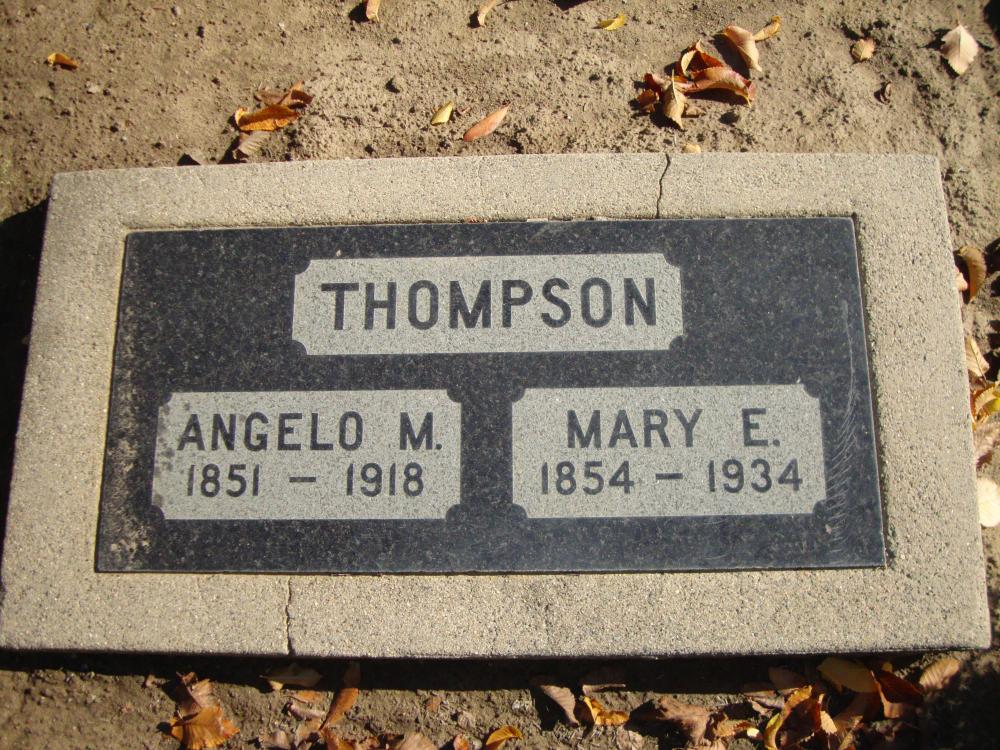 THOMPSON
ANGELO M.
1851 – 1918
MARY E.
1854 – 1934